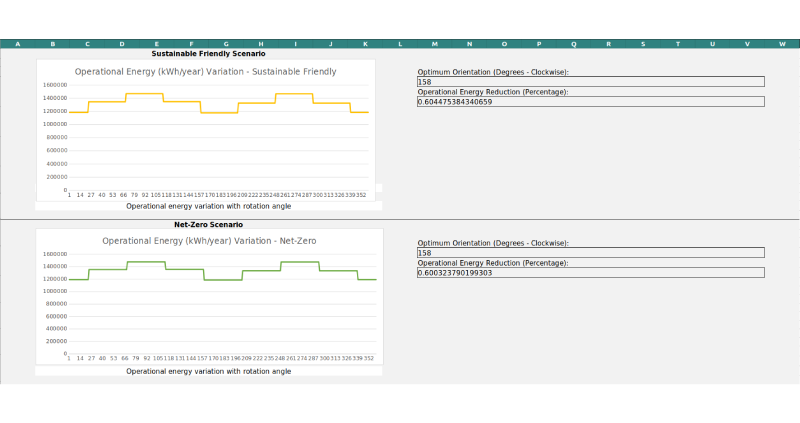 A B C D E F G H I J K L M N O P Q R S T U V W
Sustainable Friendly Scenario
Operational Energy (kWh/year) Variation - Sustainable Friendly
1600000
1400000
1200000
1000000
800000
600000
400000
200000
0
1 14 27 40 53 66 79 92 105 118 131 144 157 170 183 196 209 222 235 248 261 274 287 300 313 326 339 352
Operational energy variation with rotation angle
Optimum Orientation (Degrees - Clockwise):
158
Operational Energy Reduction (Percentage):
0.604475384340659
Net-Zero Scenario
Operational Energy (kWh/year) Variation - Net-Zero
1600000
1400000
1200000
1000000
800000
600000
400000
200000
0
1 14 27 40 53 66 79 92 105 118 131 144 157 170 183 196 209 222 235 248 261 274 287 300 313 326 339 352
Operational energy variation with rotation angle
Optimum Orientation (Degrees - Clockwise):
158
Operational Energy Reduction (Percentage):
0.600323790199303